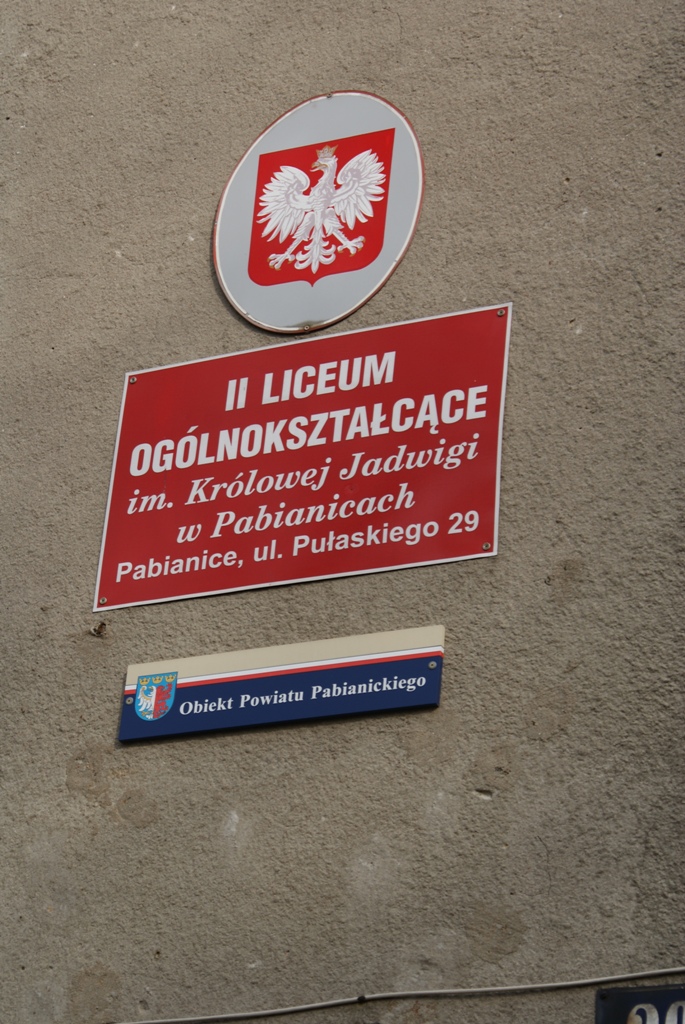 II LICEUM
OGÓLNOKSZTAŁCĄCE
im. Królowej Jadwigi
w Pabianicach
Pabianice, ul. Pułaskiego 29
Obiekt Powiatu Pabianickiego